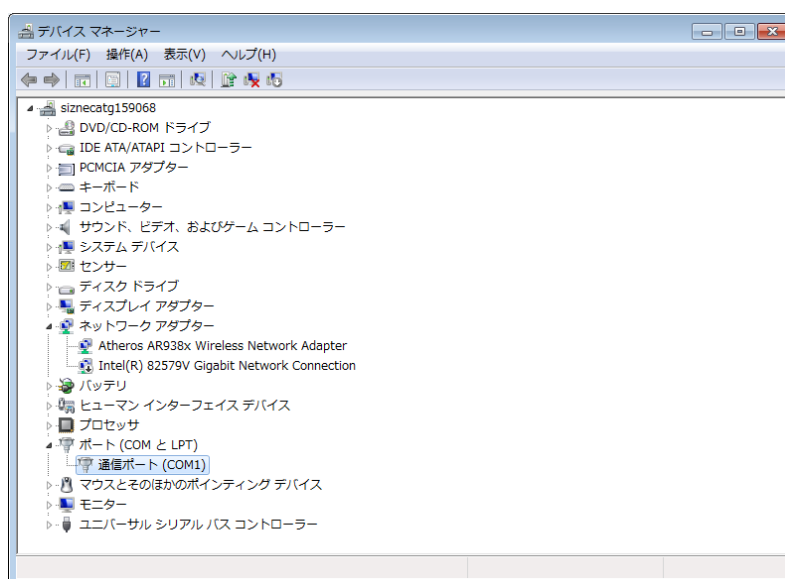 デバイス マネージャー
ファイル(F) 操作(A) 表示(V) ヘルプ(H)
siznecatg159068
DVD/CD-ROM ドライブ
IDE ATA/ATAPI コントローラー
PCMCIA アダプター
キーボード
コンピューター
サウンド、ビデオ、およびゲーム コントローラー
システム デバイス
センサー
ディスク ドライブ
ディスプレイ アダプター
ネットワーク アダプター
Atheros AR938x Wireless Network Adapter
Intel(R) 82579V Gigabit Network Connection
バッテリ
ヒューマン インターフェイス デバイス
プロセッサ
ポート (COM と LPT)
通信ポート (COM1)
マウスとそのほかのポインティング デバイス
モニター
ユニバーサル シリアル バス コントローラー